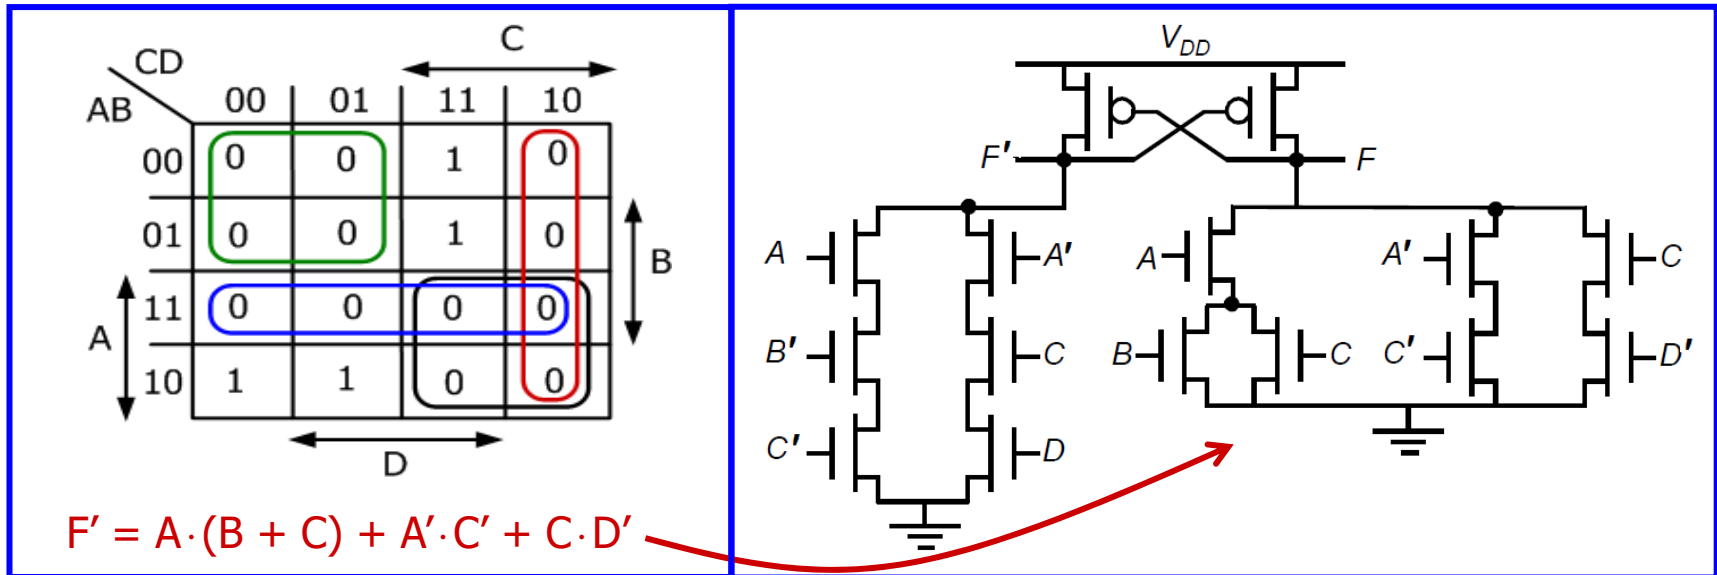 C
CD
AB
00 01 11 10
00 0 0 1 0
01 0 0 1 0
B
11 0 0 0 0
A
10 1 1 0 0
D
F′ = A·(B + C) + A′·C′ + C·D′
VDD
F′ F
A A′ A A′ C
B′ C B C C′ D′
C′ D